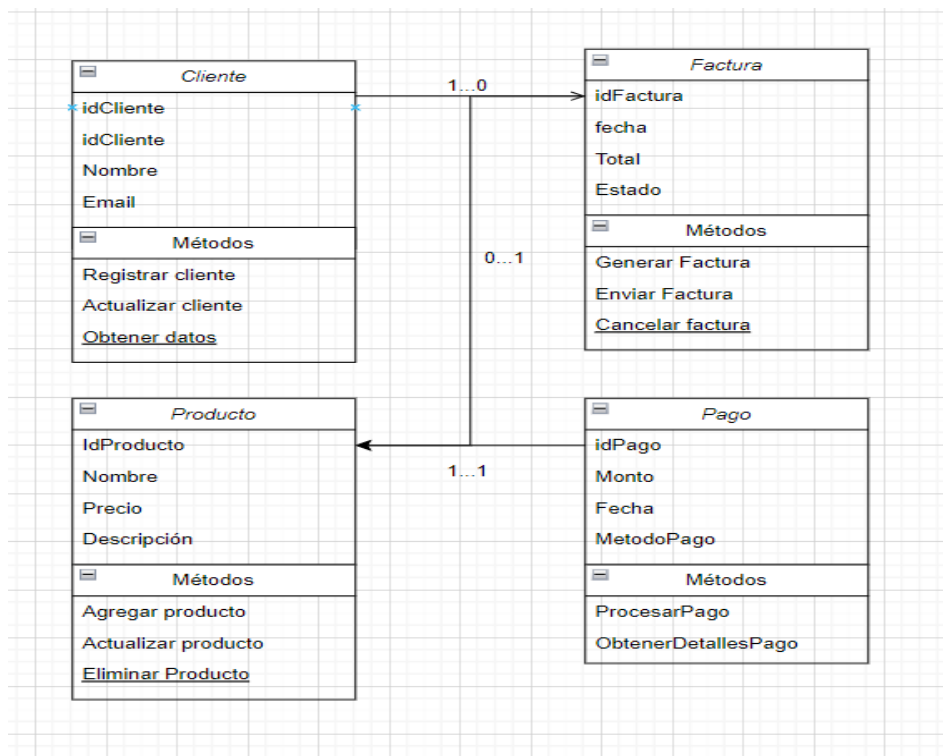 Cliente
idCliente
idCliente
Nombre
Email
Métodos
Registrar cliente
Actualizar cliente
Obtener datos
1...0
Factura
idFactura
fecha
Total
Estado
Métodos
Generar Factura
Enviar Factura
Cancelar factura
0...1
Producto
IdProducto
Nombre
Precio
Descripción
Métodos
Agregar producto
Actualizar producto
Eliminar Producto
1...1
Pago
idPago
Monto
Fecha
MetodoPago
Métodos
ProcesarPago
ObtenerDetallesPago